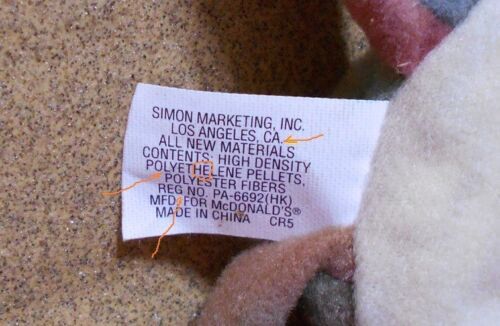 SIMON MARKETING, INC.
LOS ANGELES, CA.
ALL NEW MATERIALS
CONTENTS: HIGH DENSITY
POLYETHELENE PELLETS,
POLYESTER FIBERS
REG NO. PA-6692(HK)
MFD FOR McDONALD'S®
MADE IN CHINA CR5